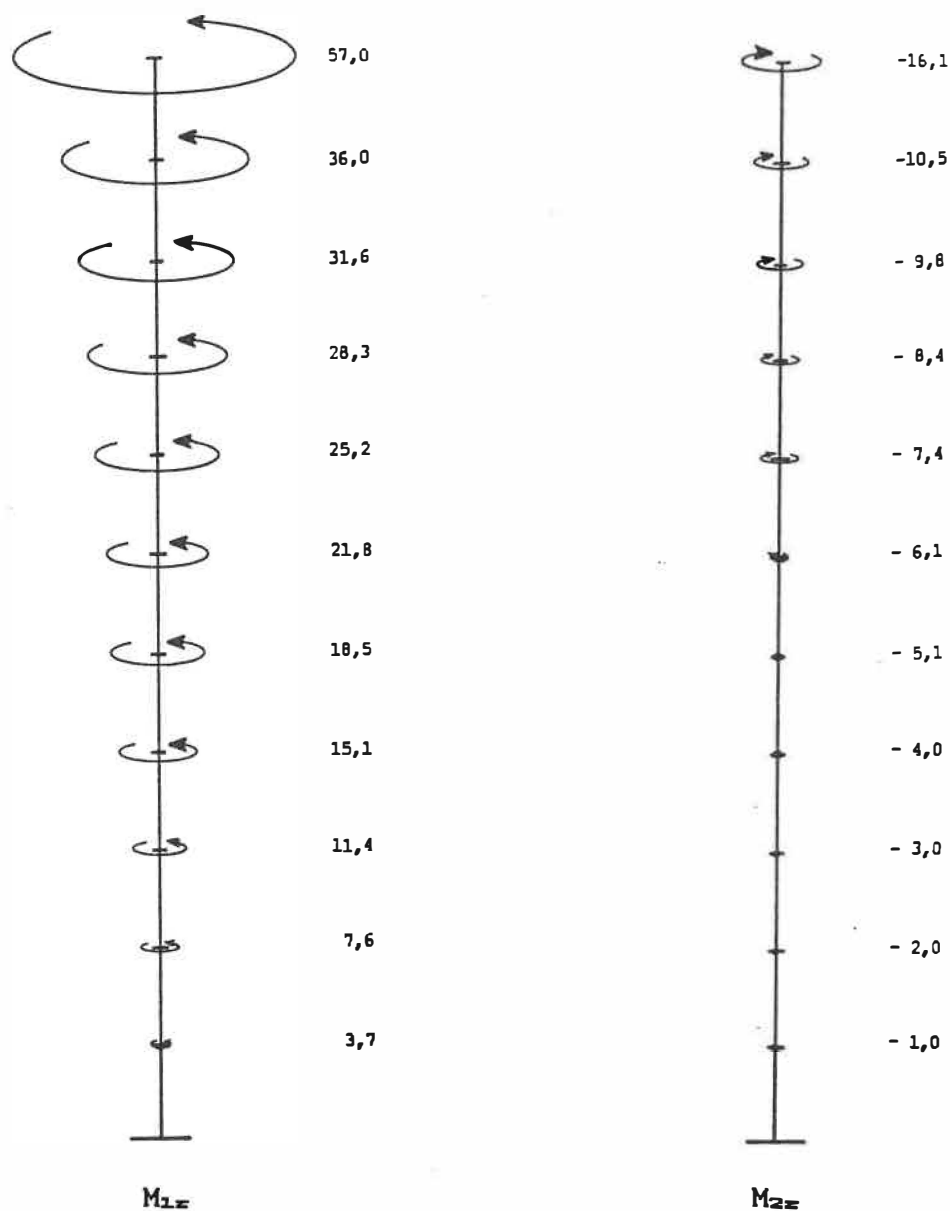 57,0 -16,1
36,0 -10,5
31,6 - 9,8
28,3 - 8,4
25,2 - 7,4
21,8 - 6,1
18,5 - 5,1
15,1 - 4,0
11,4 - 3,0
7,6 - 2,0
3,7 - 1,0
M1z M2z